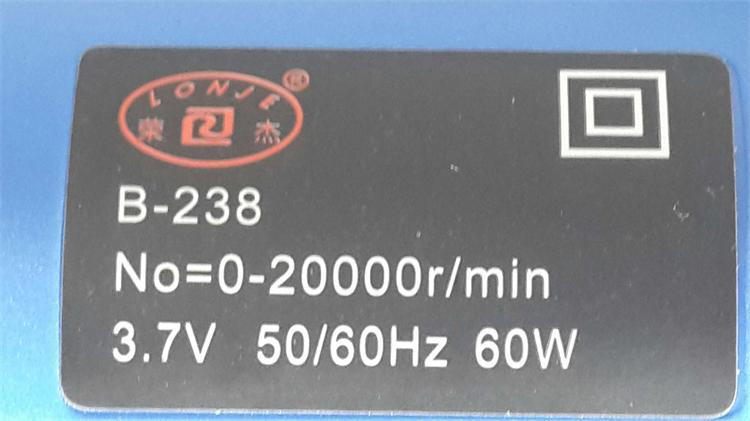 LONJE®
荣杰
B-238
No=0-20000r/min
3.7V 50/60Hz 60W